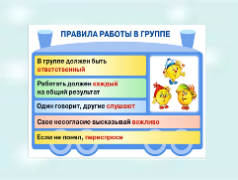 ПРАВИЛА РАБОТЫ В ГРУППЕ
В группе должен быть
ответственный
Работать должен каждый
на общий результат
Один говорит, другие слушают
Свое несогласие высказывай вежливо
Если не понял, переспроси